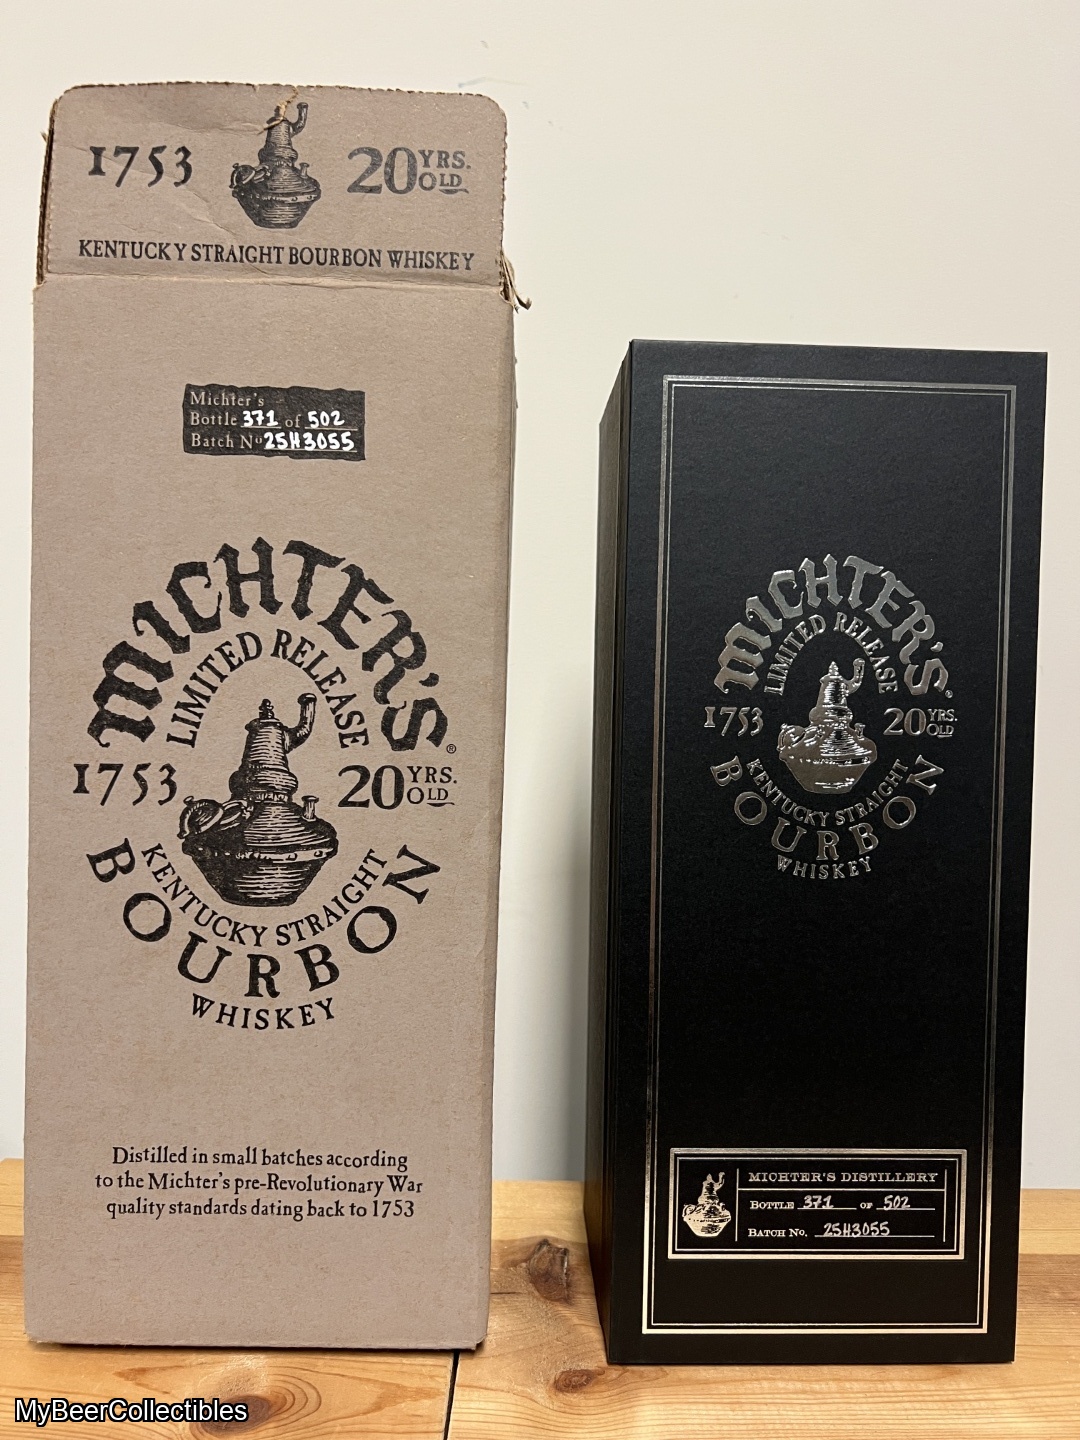 1753
20 YRS. OLD
KENTUCKY STRAIGHT BOURBON WHISKEY
Michter's
Bottle 371 of 502
Batch No 25H3055
MICHTER'S®
LIMITED RELEASE
1753
20 YRS. OLD
KENTUCKY STRAIGHT
BOURBON
WHISKEY
Distilled in small batches according
to the Michter's pre-Revolutionary War
quality standards dating back to 1753
MICHTER'S®
LIMITED RELEASE
1753
20 YRS. OLD
KENTUCKY STRAIGHT
BOURBON
WHISKEY
MICHTER'S DISTILLERY
BOTTLE 371 OF 502
BATCH No. 25H3055
MyBeerCollectibles